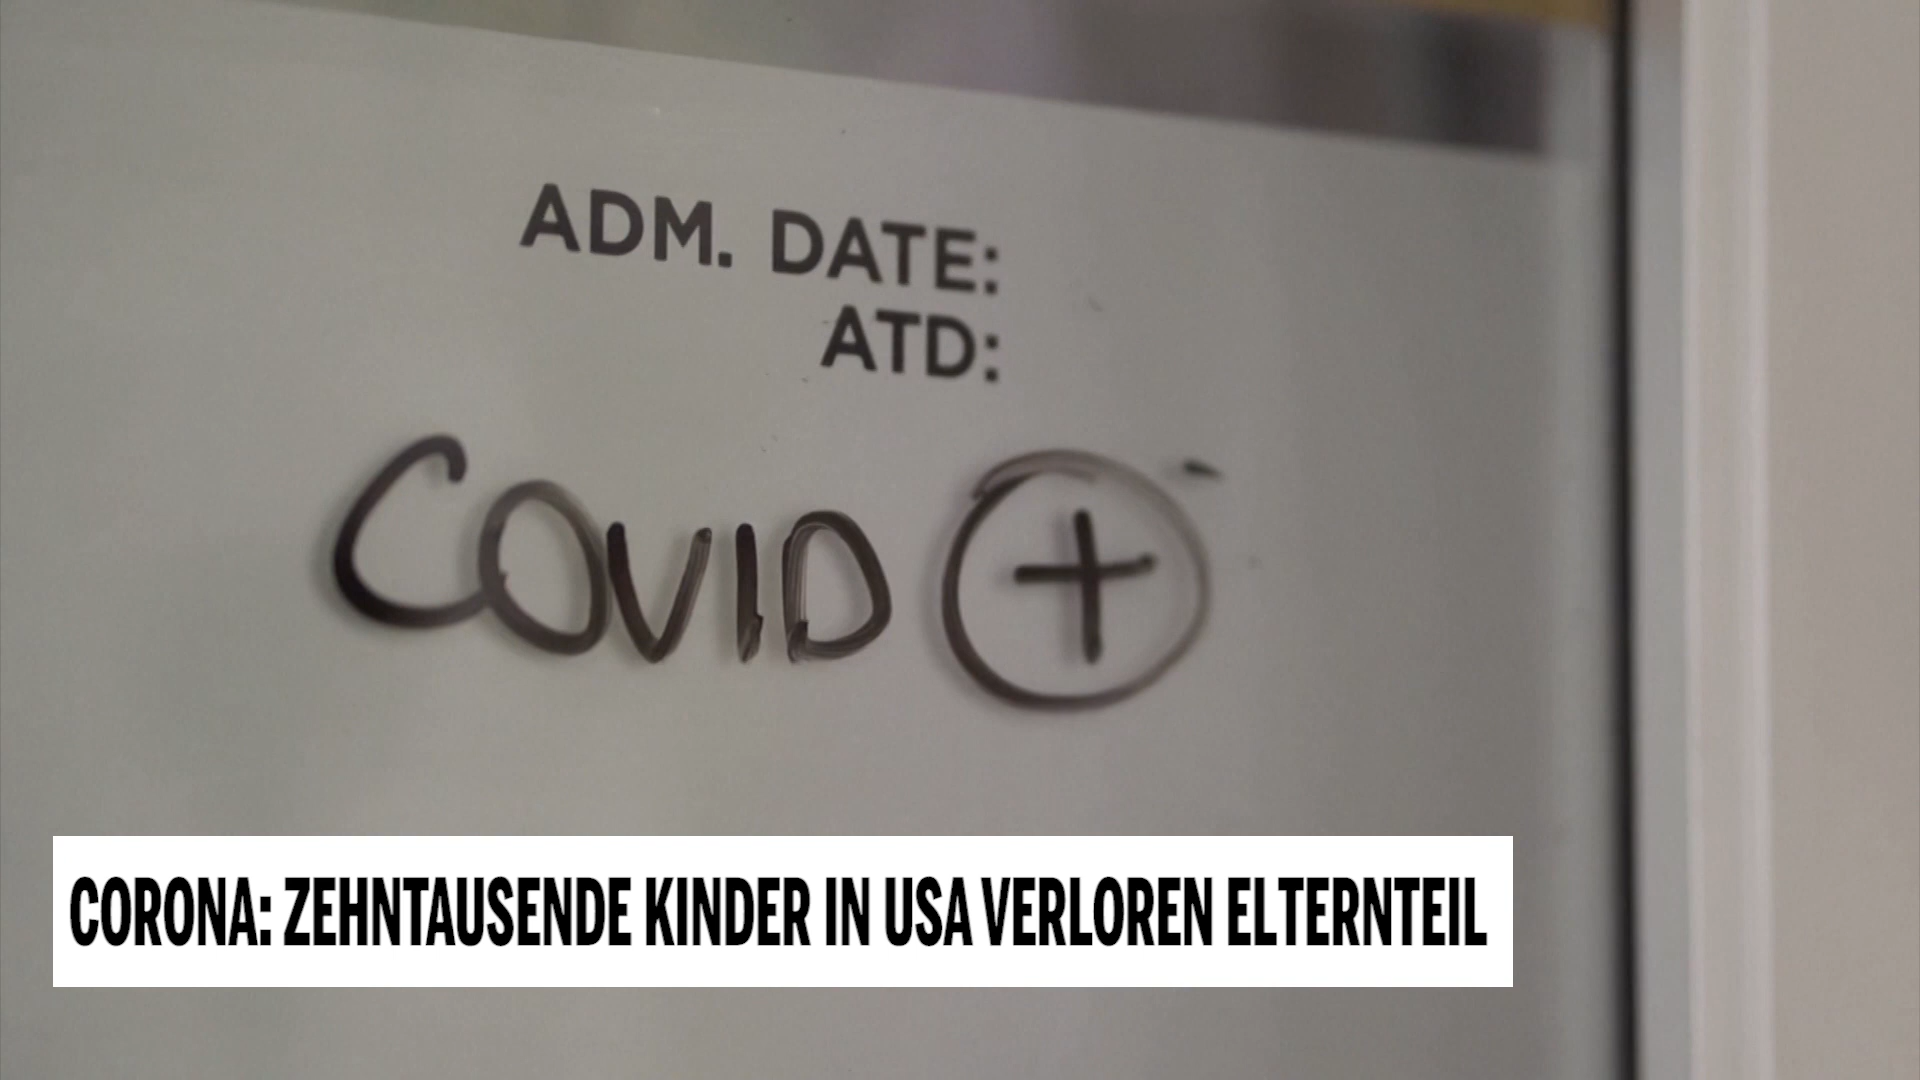 ADM. DATE:
ATD:
COVID +
CORONA: ZEHNTAUSENDE KINDER IN USA VERLOREN ELTERNTEIL